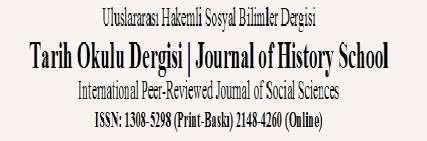 Uluslararası Hakemli Sosyal Bilimler Dergisi
Tarih Okulu Dergisi | Journal of History School
International Peer-Reviewed Journal of Social Sciences
ISSN: 1308-5298 (Print-Baskı) 2148-4260 (Online)